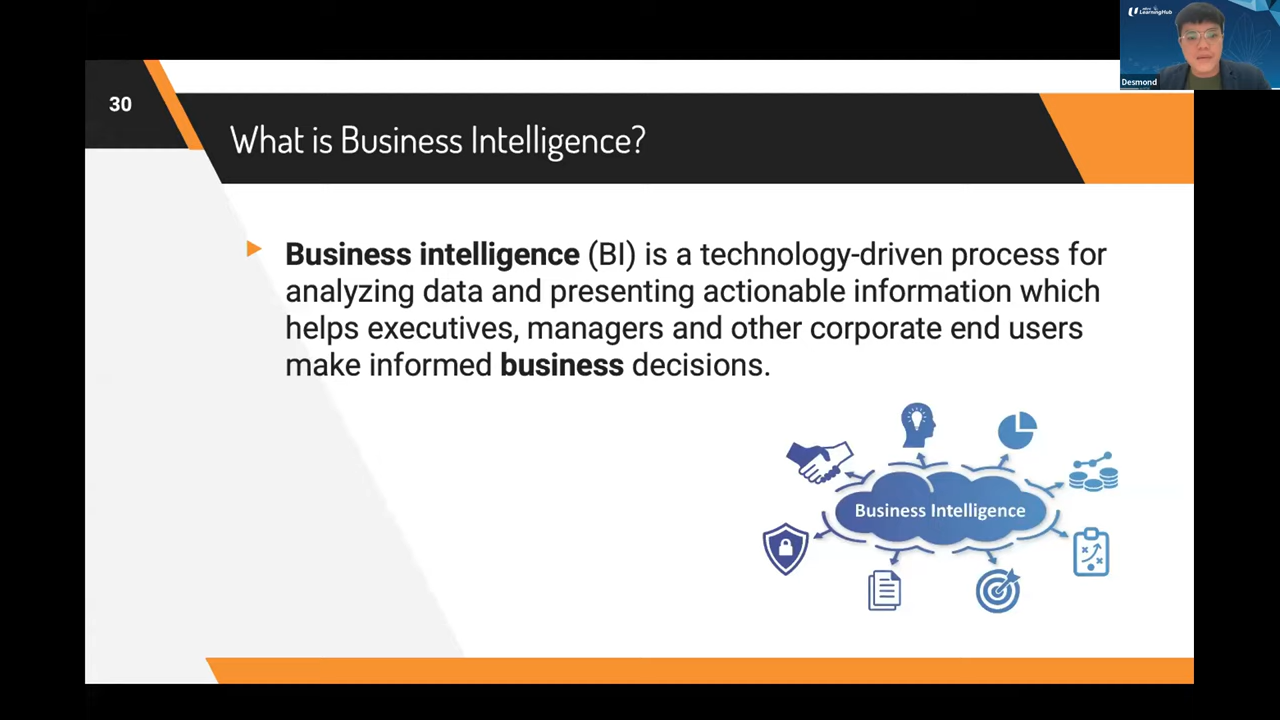 LearningHub
Desmond
30
What is Business Intelligence?
Business intelligence (BI) is a technology-driven process for
analyzing data and presenting actionable information which
helps executives, managers and other corporate end users
make informed business decisions.
Business Intelligence